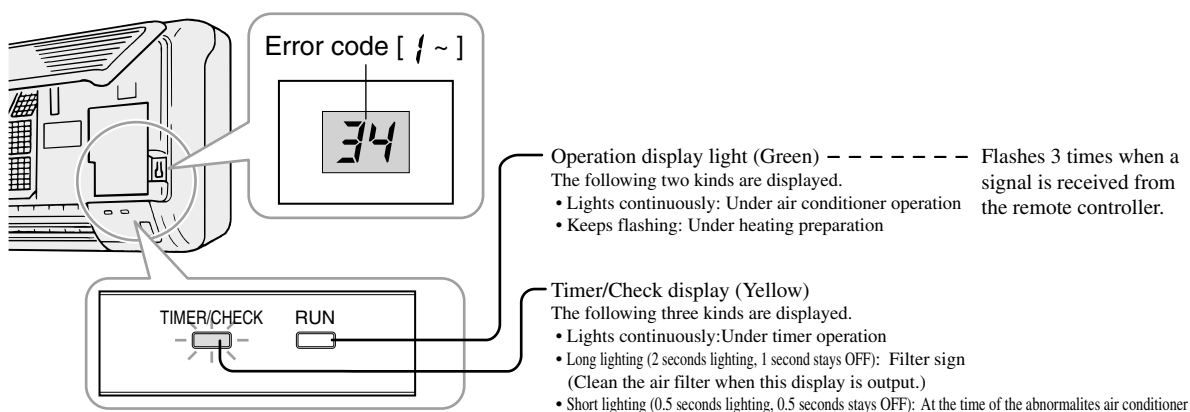 Error code [ 1 ~ ]
34
Operation display light (Green)
Flashes 3 times when a
signal is received from
the remote controller.
The following two kinds are displayed.
• Lights continuously: Under air conditioner operation
• Keeps flashing: Under heating preparation
TIMER/CHECK
RUN
Timer/Check display (Yellow)
The following three kinds are displayed.
• Lights continuously:Under timer operation
• Long lighting (2 seconds lighting, 1 second stays OFF): Filter sign
(Clean the air filter when this display is output.)
• Short lighting (0.5 seconds lighting, 0.5 seconds stays OFF): At the time of the abnormalites air conditioner